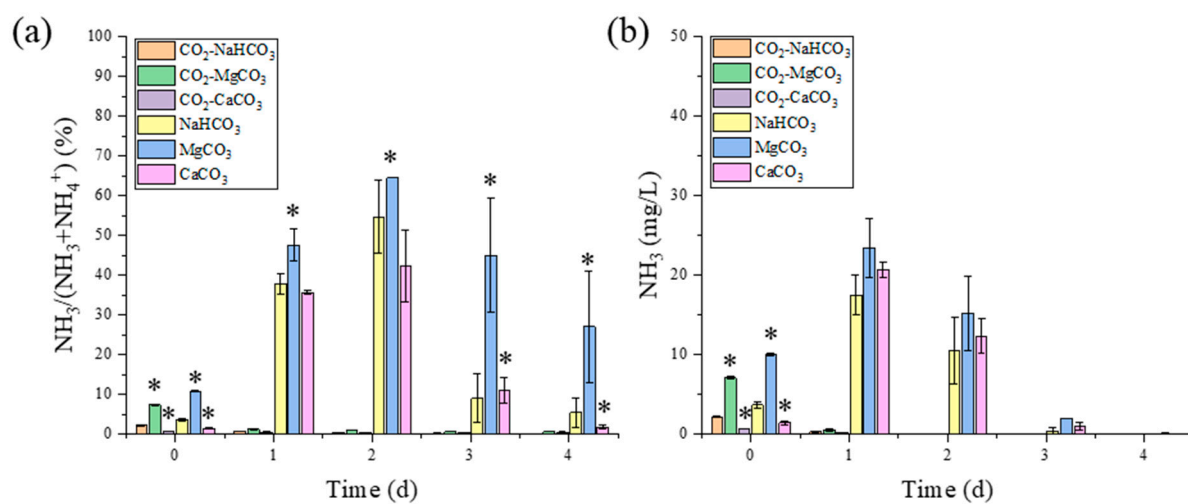 (a)
NH₃/(NH₃+NH₄⁺) (%)
100
90
80
70
60
50
40
30
20
10
0
CO₂-NaHCO₃
CO₂-MgCO₃
CO₂-CaCO₃
NaHCO₃
MgCO₃
CaCO₃
* * * *
*
*
* *
* *
0 1 2 3 4
Time (d)
(b)
NH₃ (mg/L)
50
40
30
20
10
0
CO₂-NaHCO₃
CO₂-MgCO₃
CO₂-CaCO₃
NaHCO₃
MgCO₃
CaCO₃
* * * *
0 1 2 3 4
Time (d)